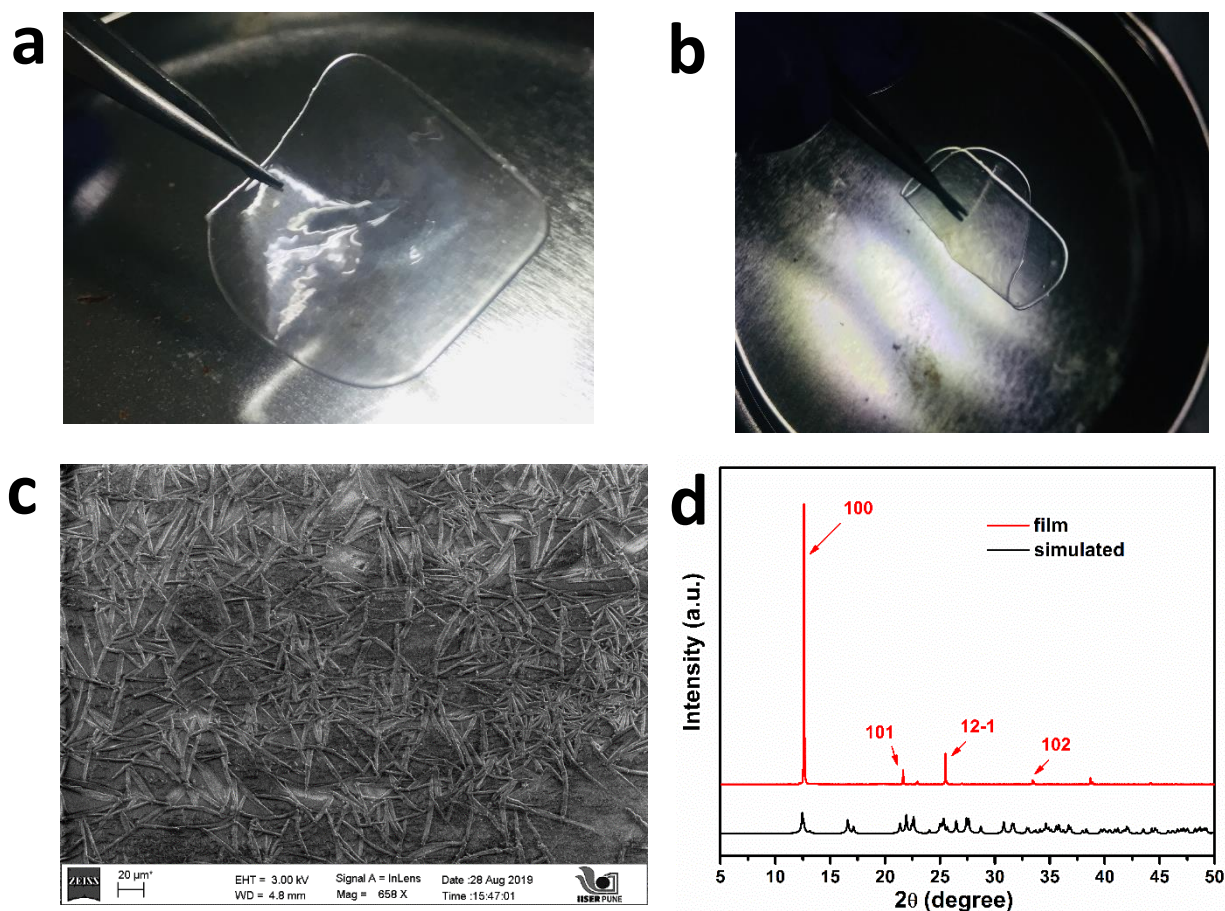 a
b
c
ZEISS
20 µm*
EHT = 3.00 kV
WD = 4.8 mm
Signal A = InLens
Mag = 658 X
Date :28 Aug 2019
Time :15:47:01
IISER PUNE
d
100
film
simulated
101
12-1
102
Intensity (a.u.)
5 10 15 20 25 30 35 40 45 50
2θ (degree)